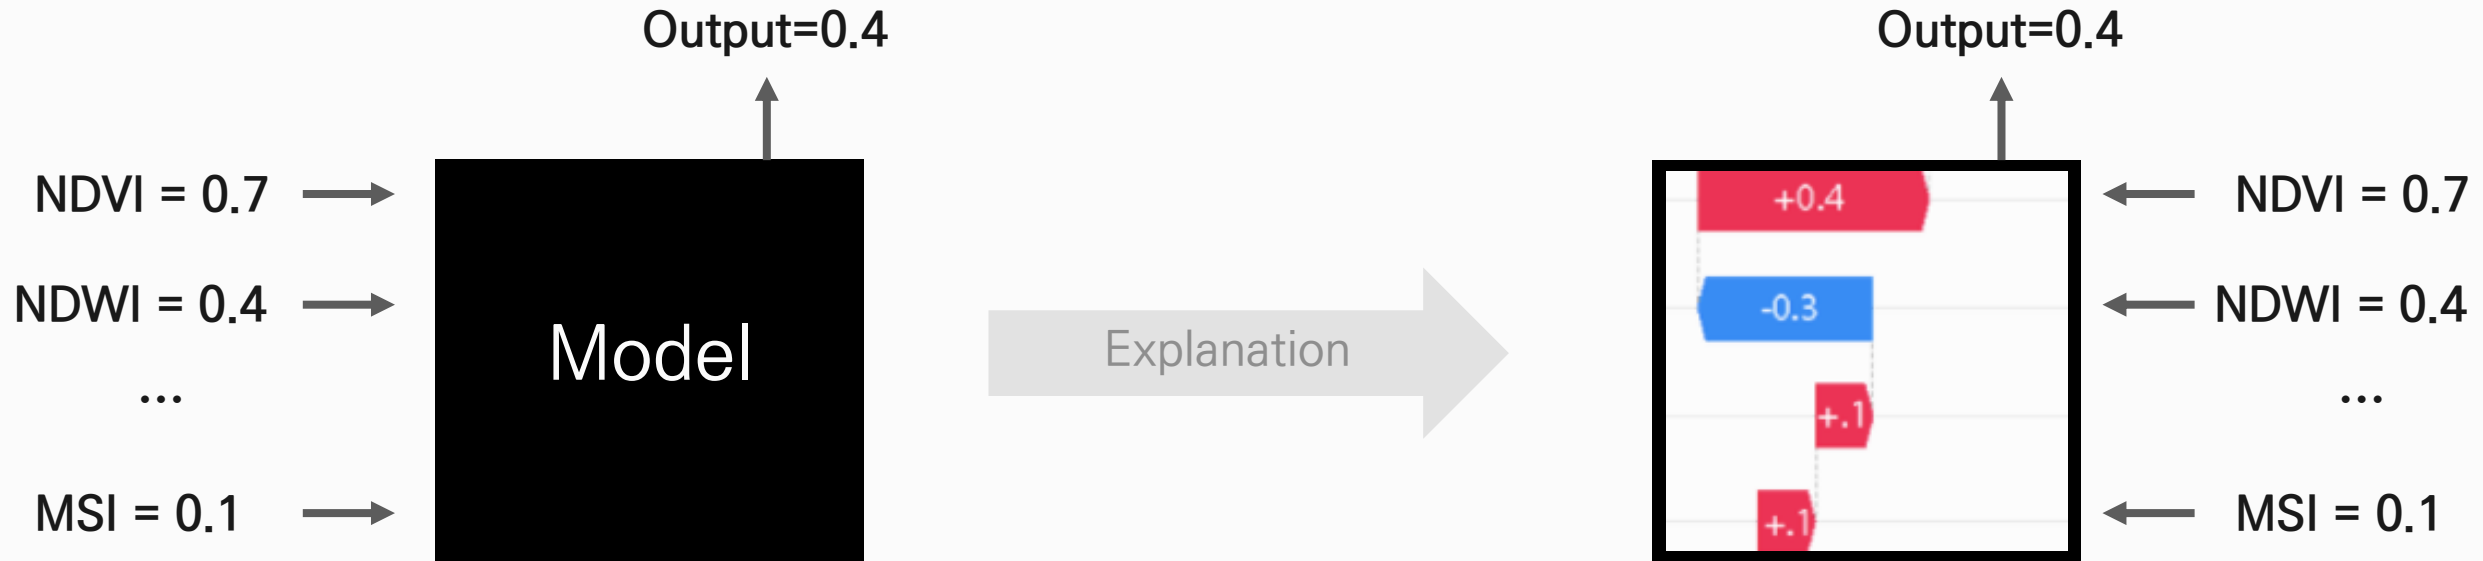 Output=0.4
NDVI = 0.7
NDWI = 0.4
...
MSI = 0.1
Model
Explanation
Output=0.4
+0.4
-0.3
+.1
+.1
NDVI = 0.7
NDWI = 0.4
...
MSI = 0.1